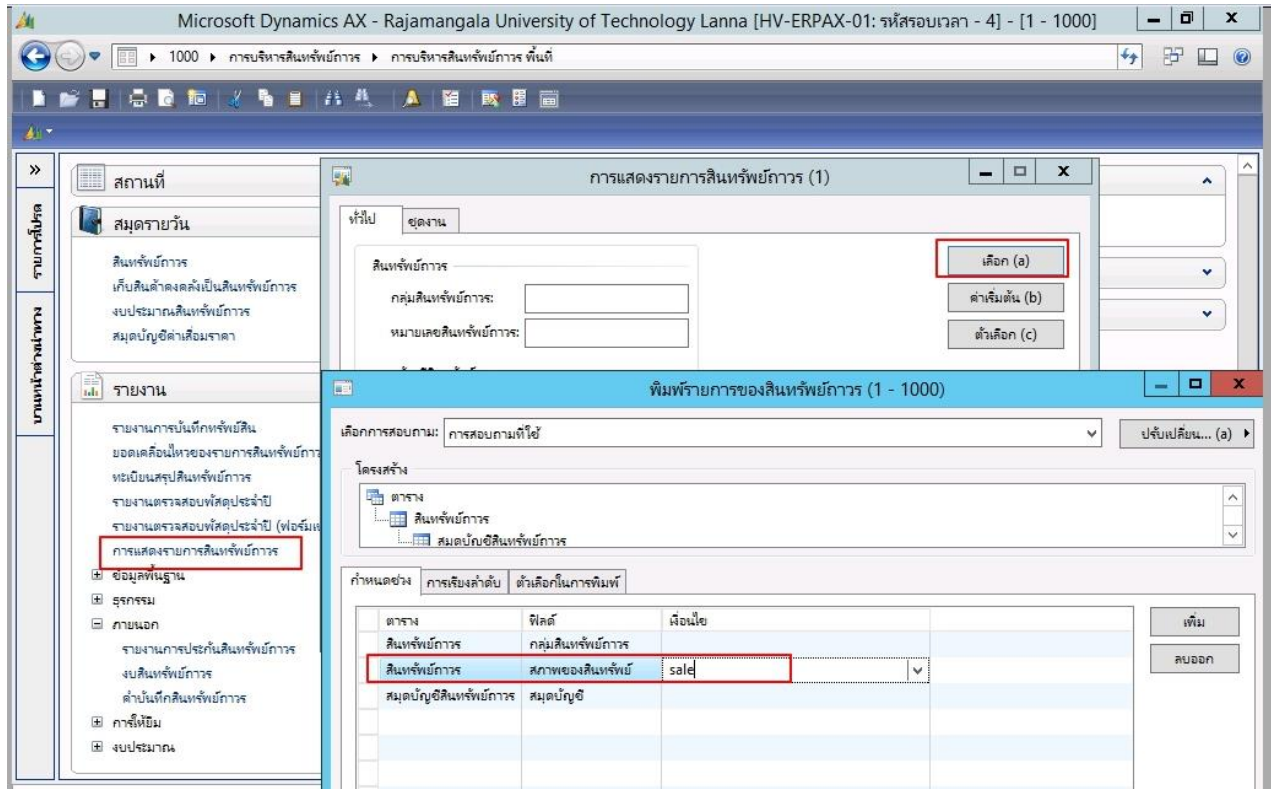 Microsoft Dynamics AX - Rajamangala University of Technology Lanna [HV-ERPAX-01: รหัสรอบเวลา - 4] - [1 - 1000]
1000 ▸ การบริหารสินทรัพย์ถาวร ▸ การบริหารสินทรัพย์ถาวร พื้นที่
รายการโปรด
บานหน้าต่างนำทาง
สถานที่
สมุดรายวัน
สินทรัพย์ถาวร
เก็บสินค้าคงคลังเป็นสินทรัพย์ถาวร
งบประมาณสินทรัพย์ถาวร
สมุดบัญชีค่าเสื่อมราคา
รายงาน
รายงานการบันทึกทรัพย์สิน
ยอดเคลื่อนไหวของรายการสินทรัพย์ถาว
ทะเบียนสรุปสินทรัพย์ถาวร
รายงานตรวจสอบพัสดุประจำปี
รายงานตรวจสอบพัสดุประจำปี (ฟอร์มเ
การแสดงรายการสินทรัพย์ถาวร
ข้อมูลพื้นฐาน
ธุรกรรม
ภายนอก
รายงานการประกันสินทรัพย์ถาวร
งบสินทรัพย์ถาวร
คำบันทึกสินทรัพย์ถาวร
การให้ยืม
งบประมาณ
การแสดงรายการสินทรัพย์ถาวร (1)
ทั่วไป ชุดงาน
สินทรัพย์ถาวร
กลุ่มสินทรัพย์ถาวร:
หมายเลขสินทรัพย์ถาวร:
เลือก (a)
ค่าเริ่มต้น (b)
ตัวเลือก (c)
พิมพ์รายการของสินทรัพย์ถาวร (1 - 1000)
เลือกการสอบถาม: การสอบถามที่ใช้ ปรับเปลี่ยน... (a)
โครงสร้าง
ตาราง
สินทรัพย์ถาวร
สมุดบัญชีสินทรัพย์ถาวร
กำหนดช่วง การเรียงลำดับ ตัวเลือกในการพิมพ์
ตาราง ฟิลด์ เงื่อนไข
สินทรัพย์ถาวร กลุ่มสินทรัพย์ถาวร
สินทรัพย์ถาวร สภาพของสินทรัพย์ sale
สมุดบัญชีสินทรัพย์ถาวร สมุดบัญชี
เพิ่ม
ลบออก